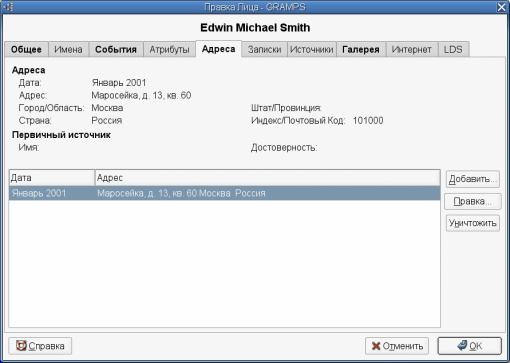 Правка Лица - GRAMPS
Edwin Michael Smith
Общее Имена События Атрибуты Адреса Записки Источники Галерея Интернет LDS
Адреса
Дата: Январь 2001
Адрес: Маросейка, д. 13, кв. 60
Город/Область: Москва Штат/Провинция:
Страна: Россия Индекс/Почтовый Код: 101000
Первичный источник
Имя: Достоверность:
Дата Адрес Добавить...
Январь 2001 Маросейка, д. 13, кв. 60 Москва Россия
Правка...
Уничтожить
Справка Отменить OK